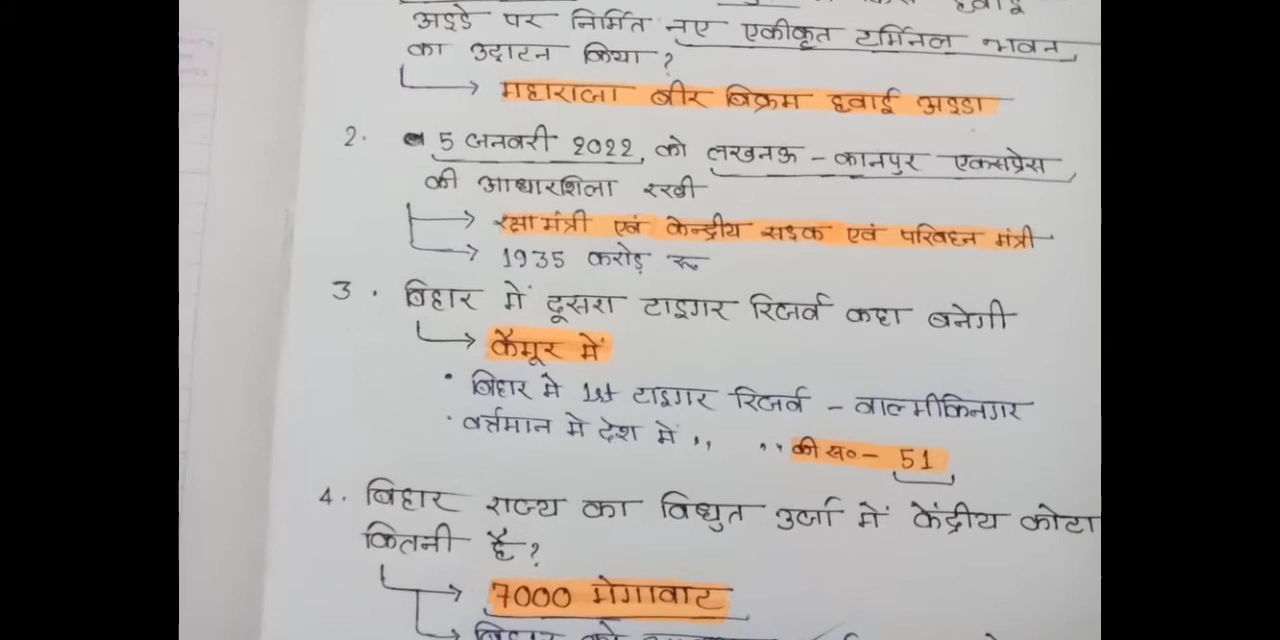 हवाई
अड्डे पर निर्मित नए एकीकृत टर्मिनल भवन
का उद्घाटन किया ?
→ महाराजा बीर बिक्रम हवाई अड्डा
2. 5 जनवरी 2022, को लखनऊ - कानपुर एक्सप्रेस
की आधारशिला रखी
→ रक्षा मंत्री एवं केन्द्रीय सड़क एवं परिवहन मंत्री
→ 1935 करोड़ रू
3. बिहार में दूसरा टाइगर रिजर्व कहा बनेगी
→ कैमूर में
• बिहार मे 1st टाइगर रिजर्व - वाल्मीकिनगर
• वर्त्तमान मे देश में ,, ,, की सं०- 51
4. बिहार राज्य का विधुत उर्जा में केंद्रीय कोटा
कितनी है ?
→ 7000 मेगावाट
→ बिहार को